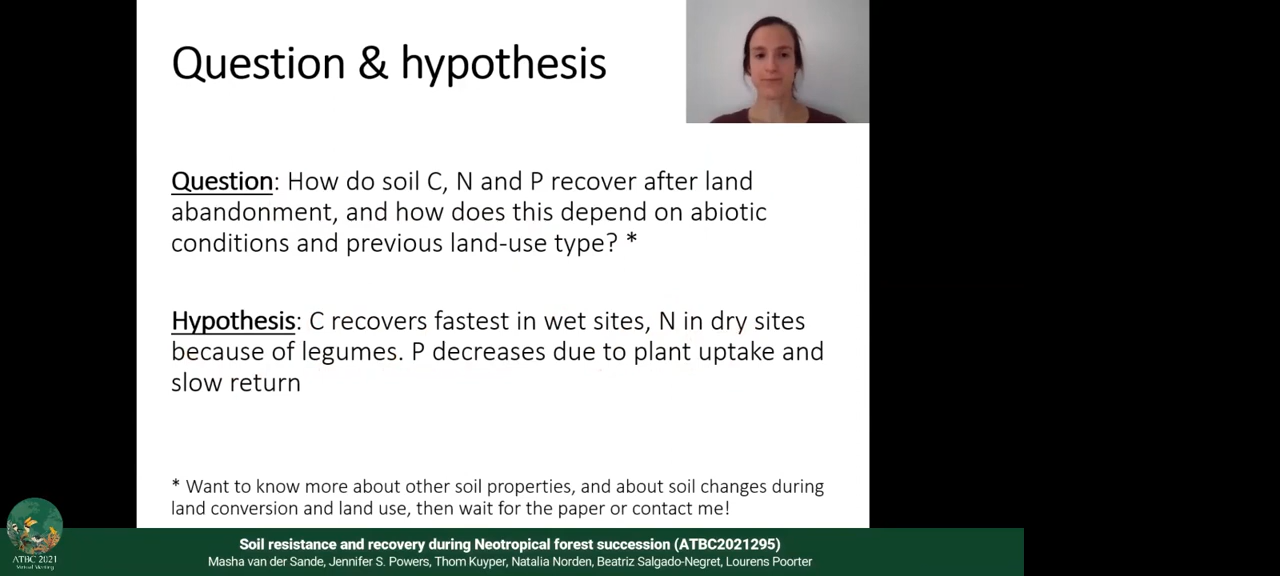 Question & hypothesis
Question: How do soil C, N and P recover after land
abandonment, and how does this depend on abiotic
conditions and previous land-use type? *
Hypothesis: C recovers fastest in wet sites, N in dry sites
because of legumes. P decreases due to plant uptake and
slow return
* Want to know more about other soil properties, and about soil changes during
land conversion and land use, then wait for the paper or contact me!
ATBC 2021
Virtual Meeting
Soil resistance and recovery during Neotropical forest succession (ATBC2021295)
Masha van der Sande, Jennifer S. Powers, Thom Kuyper, Natalia Norden, Beatriz Salgado-Negret, Lourens Poorter